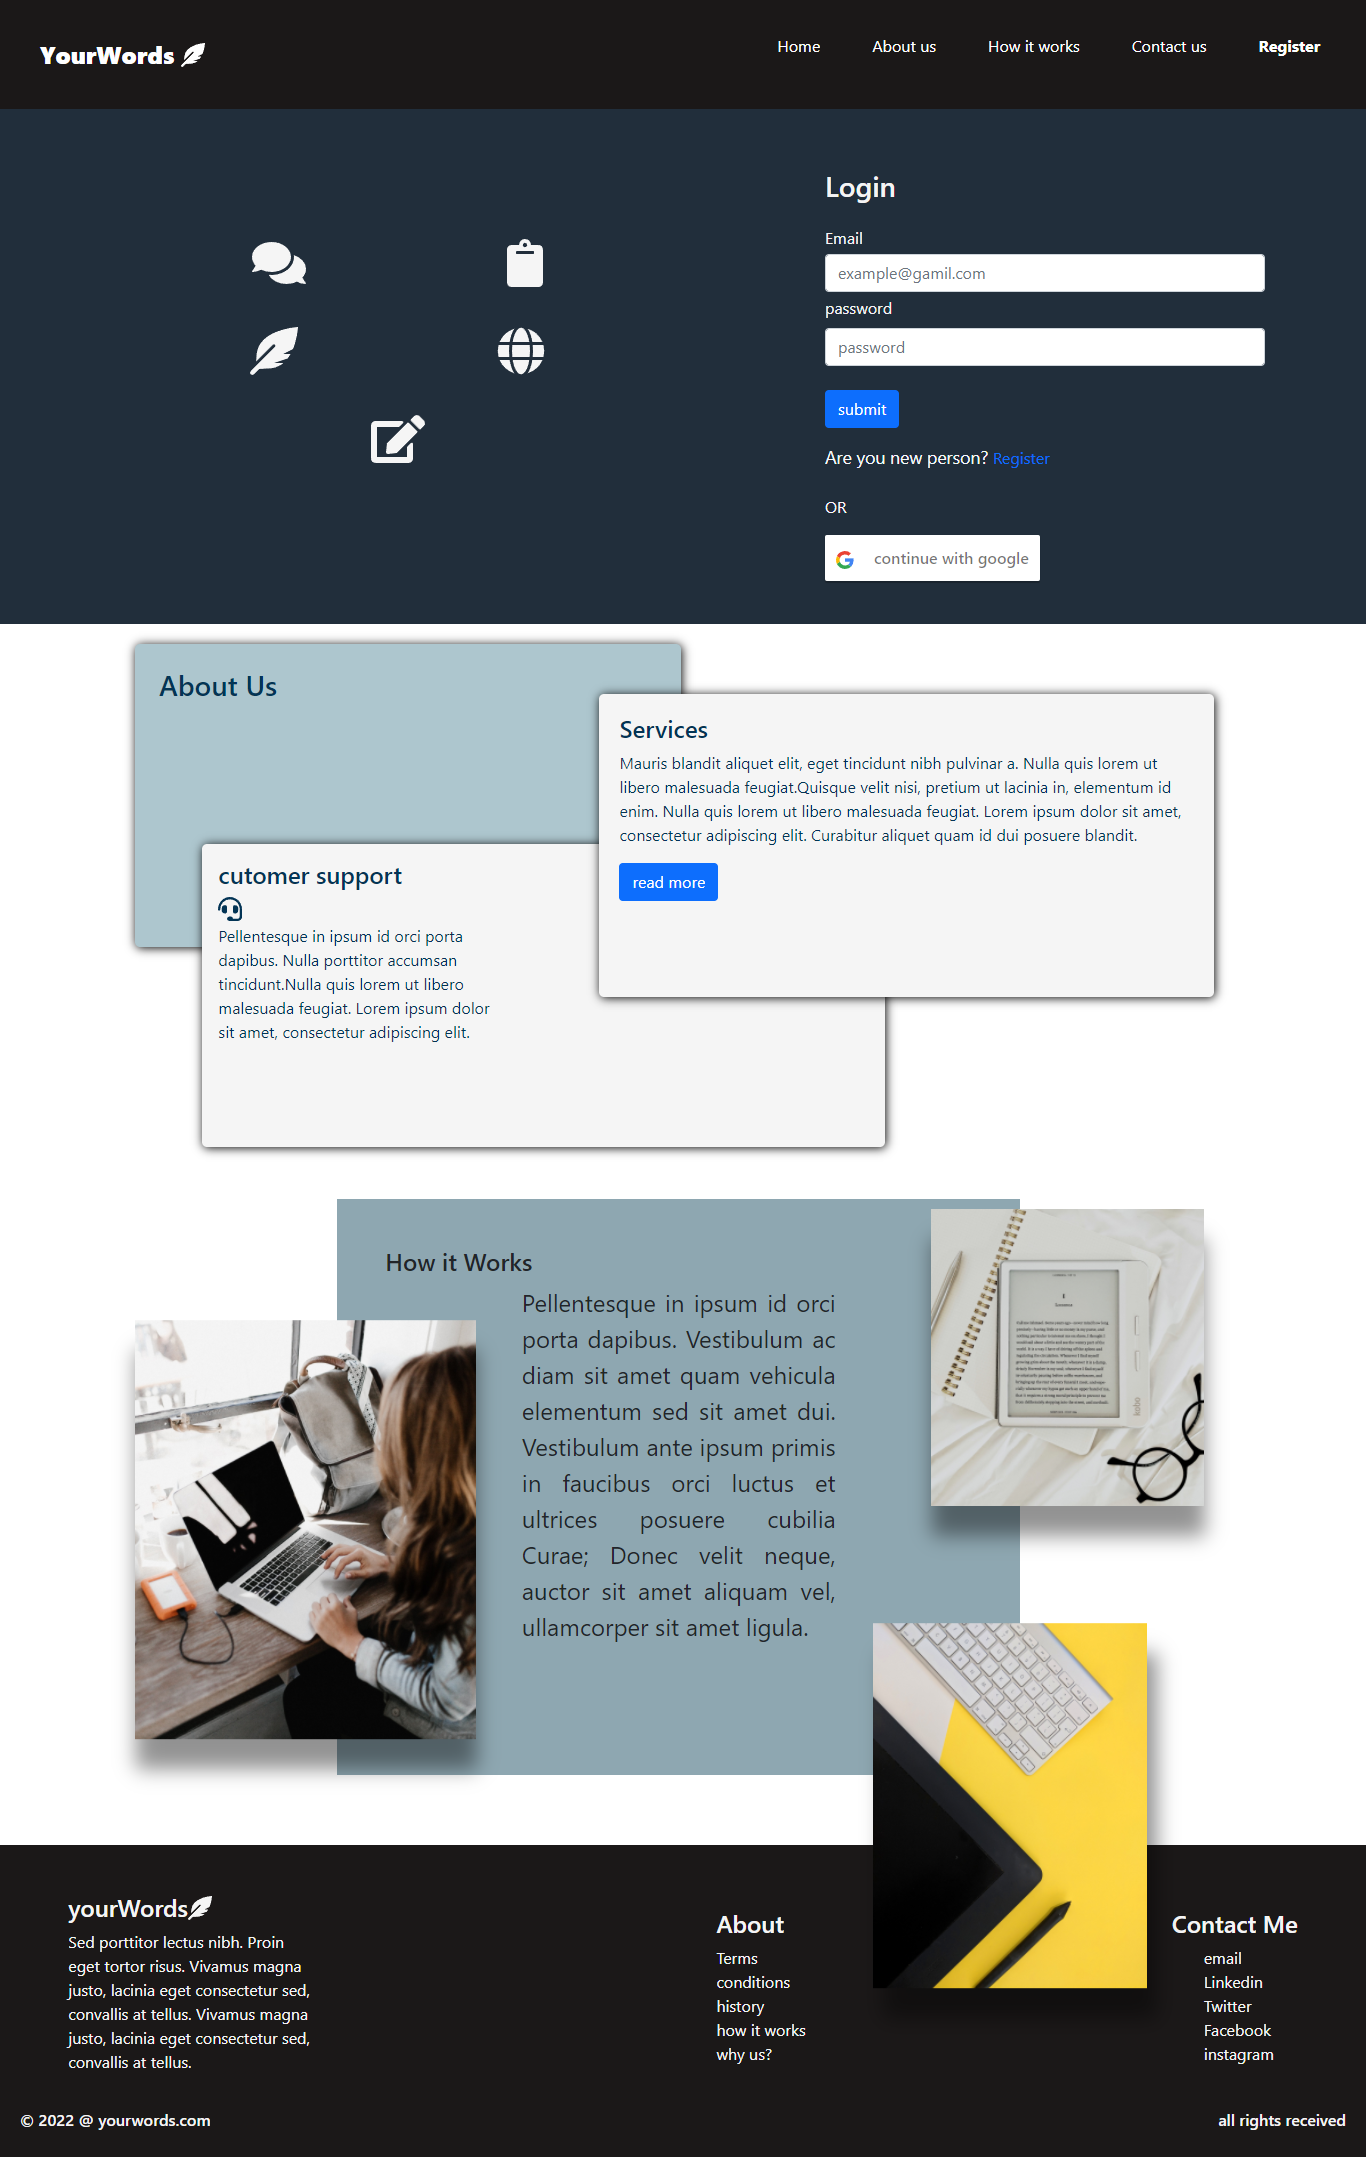 YourWords
Home
About us
How it works
Contact us
Register
Login
Email
example@gamil.com
password
password
submit
Are you new person? Register
OR
continue with google
About Us
Services
Mauris blandit aliquet elit, eget tincidunt nibh pulvinar a. Nulla quis lorem ut
libero malesuada feugiat.Quisque velit nisi, pretium ut lacinia in, elementum id
enim. Nulla quis lorem ut libero malesuada feugiat. Lorem ipsum dolor sit amet,
consectetur adipiscing elit. Curabitur aliquet quam id dui posuere blandit.
read more
cutomer support
Pellentesque in ipsum id orci porta
dapibus. Nulla porttitor accumsan
tincidunt.Nulla quis lorem ut libero
malesuada feugiat. Lorem ipsum dolor
sit amet, consectetur adipiscing elit.
How it Works
Pellentesque in ipsum id orci
porta dapibus. Vestibulum ac
diam sit amet quam vehicula
elementum sed sit amet dui.
Vestibulum ante ipsum primis
in faucibus orci luctus et
ultrices posuere cubilia
Curae; Donec velit neque,
auctor sit amet aliquam vel,
ullamcorper sit amet ligula.
kobo
yourWords
Sed porttitor lectus nibh. Proin
eget tortor risus. Vivamus magna
justo, lacinia eget consectetur sed,
convallis at tellus. Vivamus magna
justo, lacinia eget consectetur sed,
convallis at tellus.
About
Terms
conditions
history
how it works
why us?
Contact Me
email
Linkedin
Twitter
Facebook
instagram
© 2022 @ yourwords.com
all rights received